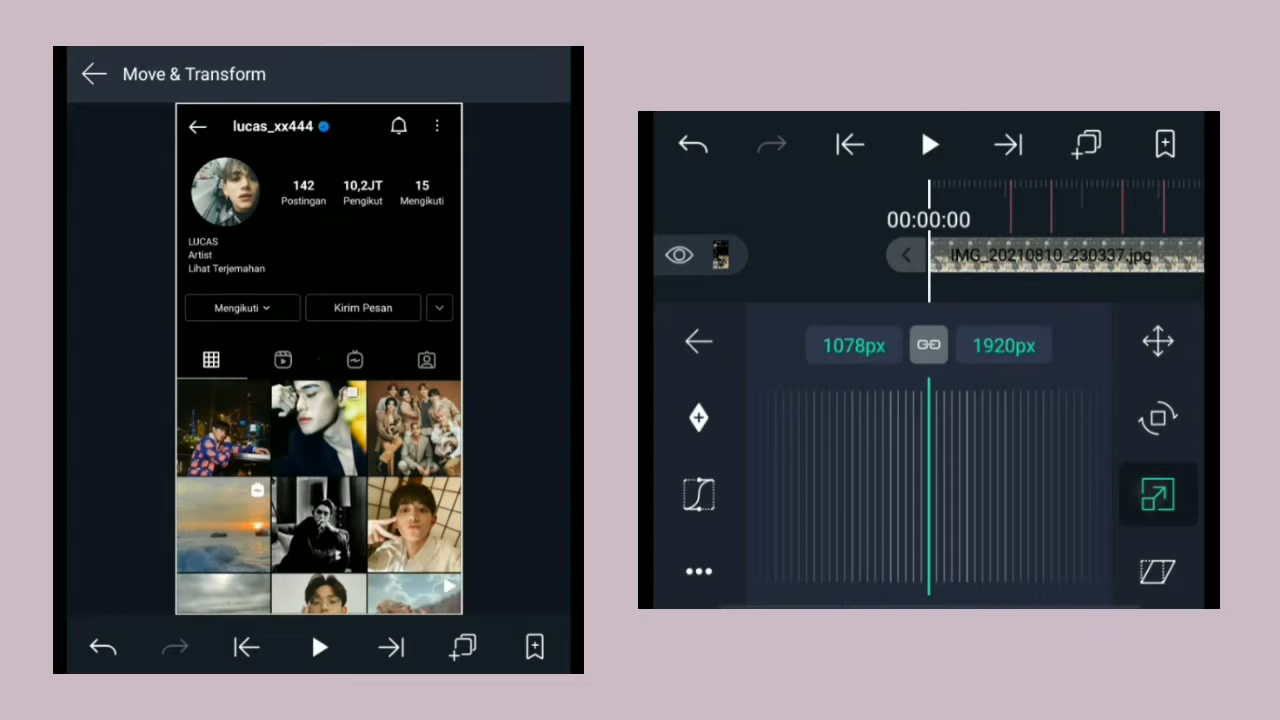 Move & Transform
lucas_xx444
142 10,2JT 15
Postingan Pengikut Mengikuti
LUCAS
Artist
Lihat Terjemahan
Mengikuti Kirim Pesan
00:00:00
IMG_20210810_230337.jpg
1078px 1920px